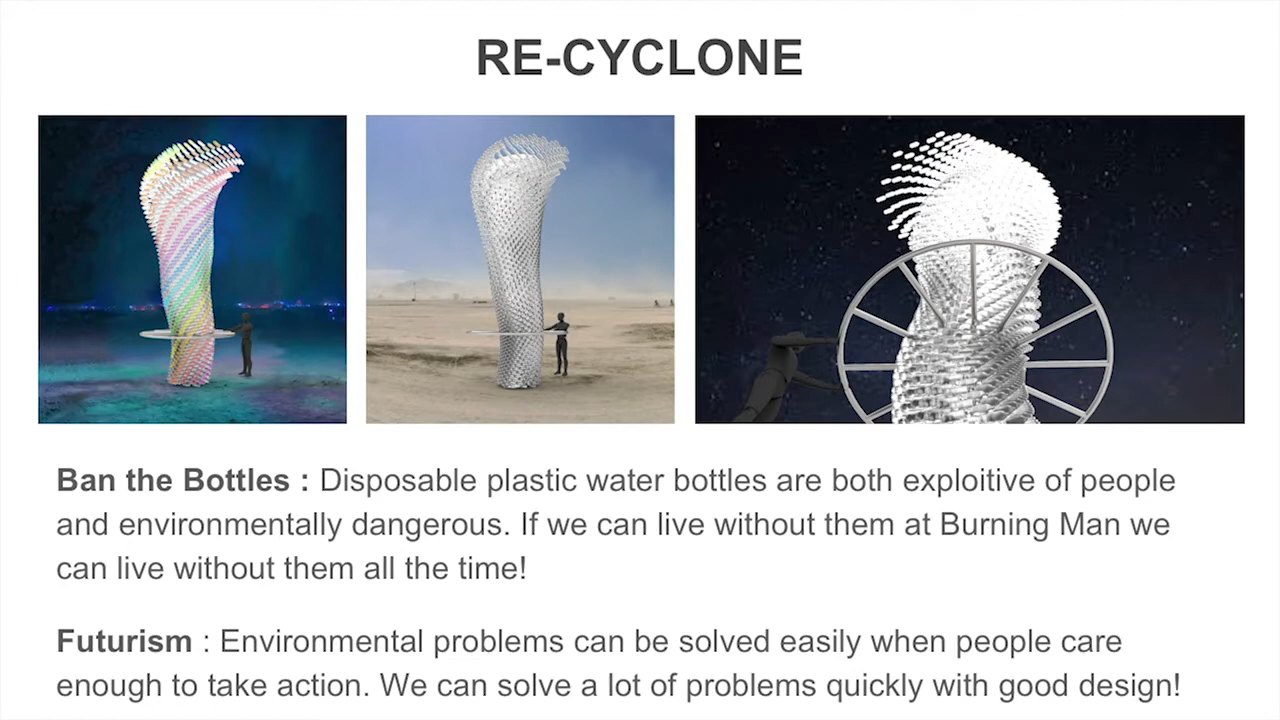 RE-CYCLONE
Ban the Bottles : Disposable plastic water bottles are both exploitive of people
and environmentally dangerous. If we can live without them at Burning Man we
can live without them all the time!
Futurism : Environmental problems can be solved easily when people care
enough to take action. We can solve a lot of problems quickly with good design!